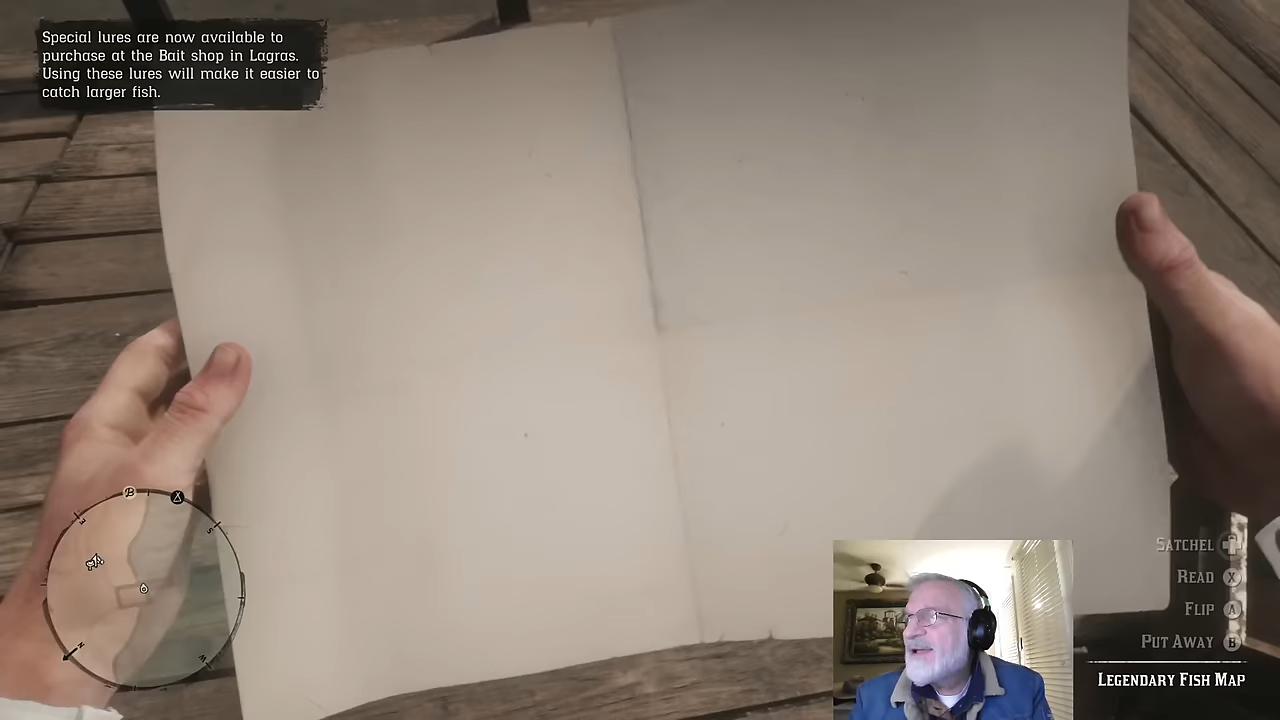 Special lures are now available to
purchase at the Bait shop in Lagras.
Using these lures will make it easier to
catch larger fish.
B
X
E
S
N
W
Satchel
Read X
Flip A
Put Away B
Legendary Fish Map